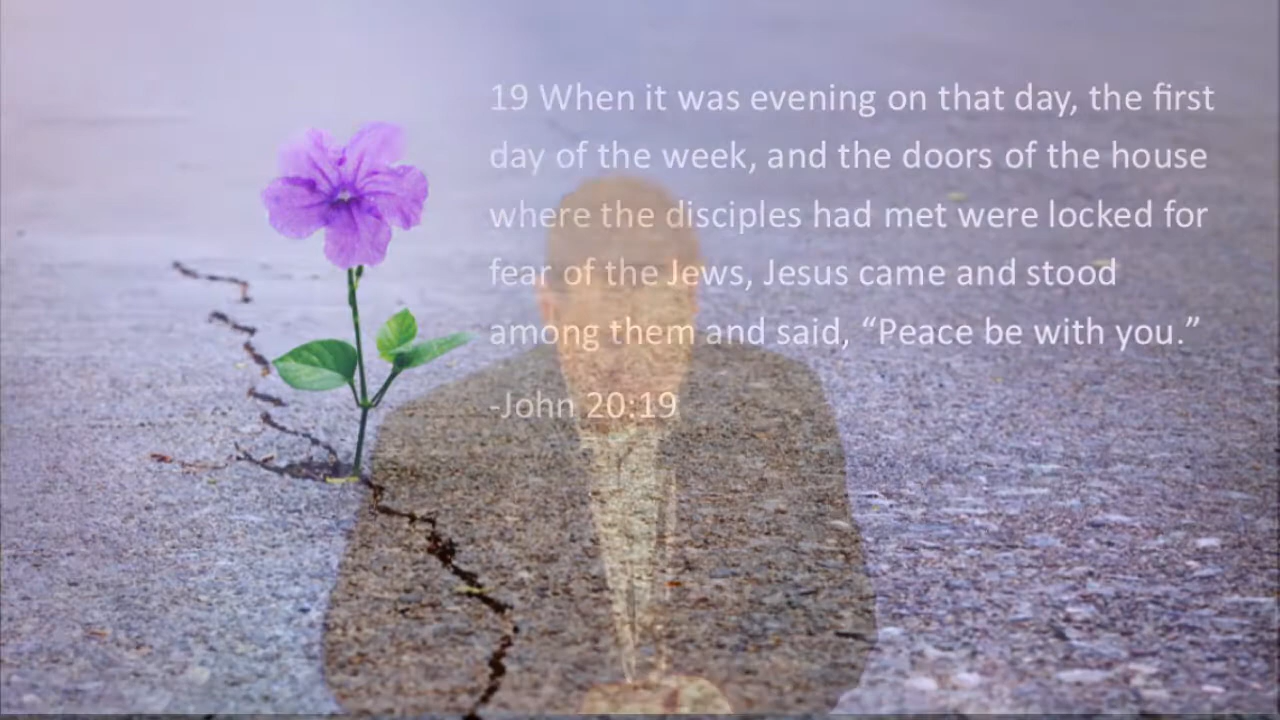 19 When it was evening on that day, the first
day of the week, and the doors of the house
where the disciples had met were locked for
fear of the Jews, Jesus came and stood
among them and said, “Peace be with you.”
-John 20:19